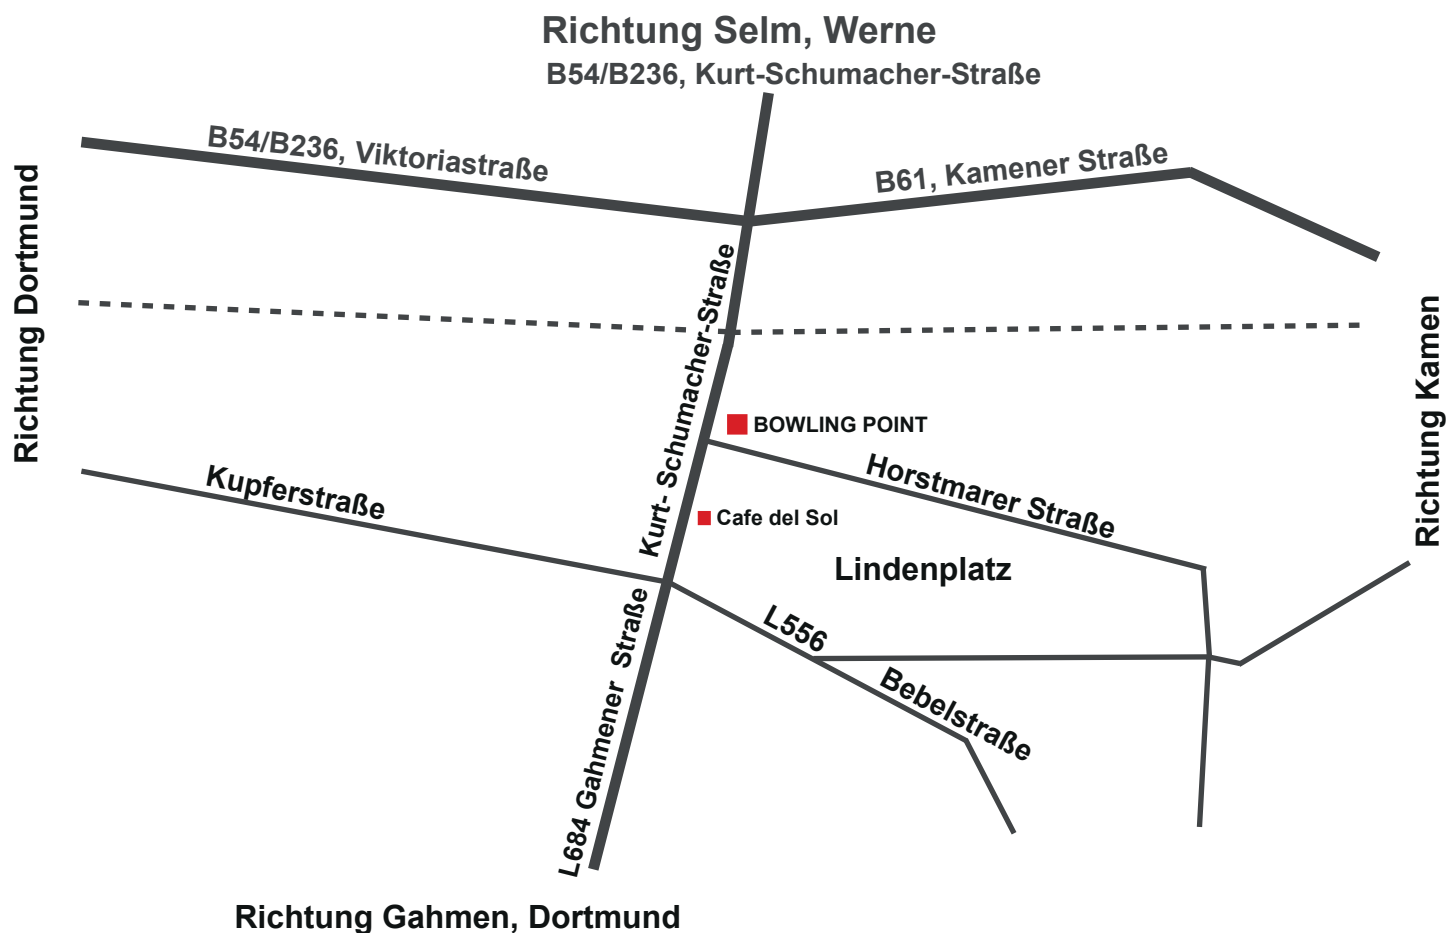 Richtung Selm, Werne
B54/B236, Kurt-Schumacher-Straße
B54/B236, Viktoriastraße
B61, Kamener Straße
Richtung Dortmund
Kurt- Schumacher-Straße
Richtung Kamen
BOWLING POINT
Horstmarer Straße
Kupferstraße
Cafe del Sol
Lindenplatz
L556
Bebelstraße
L684 Gahmener Straße
Richtung Gahmen, Dortmund